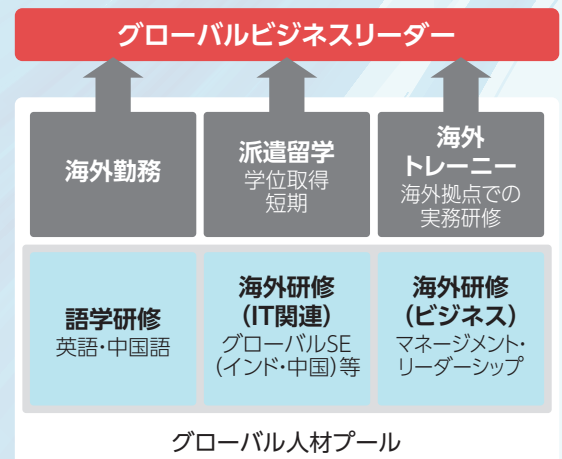 グローバルビジネスリーダー
海外勤務
派遣留学
学位取得
短期
海外
トレーニー
海外拠点での
実務研修
語学研修
英語・中国語
海外研修
(IT関連)
グローバルSE
(インド・中国)等
海外研修
(ビジネス)
マネージメント・
リーダーシップ
グローバル人材プール